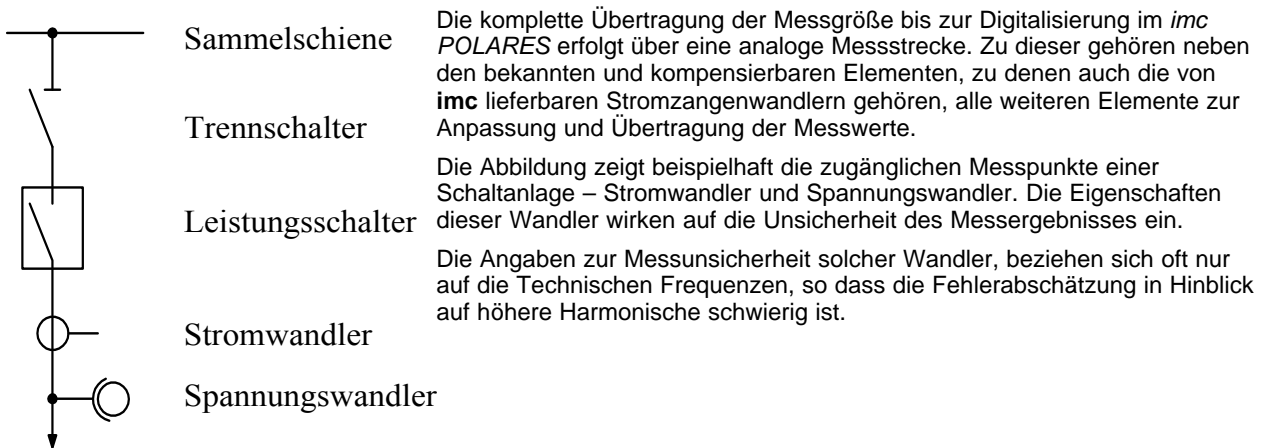 Sammelschiene
Trennschalter
Leistungsschalter
Stromwandler
Spannungswandler
Die komplette Übertragung der Messgröße bis zur Digitalisierung im imc
POLARES erfolgt über eine analoge Messstrecke. Zu dieser gehören neben
den bekannten und kompensierbaren Elementen, zu denen auch die von
imc lieferbaren Stromzangenwandlern gehören, alle weiteren Elemente zur
Anpassung und Übertragung der Messwerte.
Die Abbildung zeigt beispielhaft die zugänglichen Messpunkte einer
Schaltanlage – Stromwandler und Spannungswandler. Die Eigenschaften
dieser Wandler wirken auf die Unsicherheit des Messergebnisses ein.
Die Angaben zur Messunsicherheit solcher Wandler, beziehen sich oft nur
auf die Technischen Frequenzen, so dass die Fehlerabschätzung in Hinblick
auf höhere Harmonische schwierig ist.